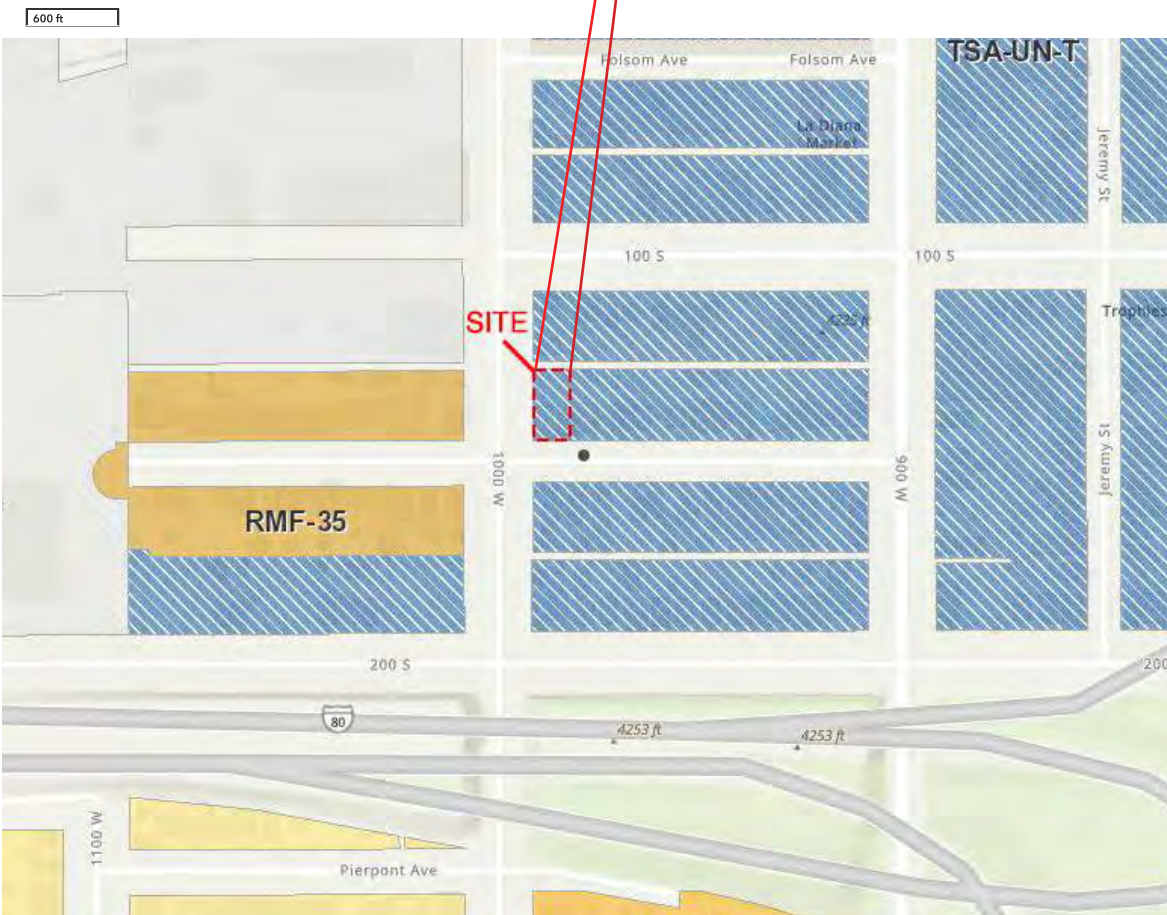 600 ft
Folsom Ave
Folsom Ave
TSA-UN-T
La Diana
Market
Jeremy St
100 S
100 S
SITE
4225 ft
Trophies
1000 W
900 W
Jeremy St
RMF-35
200 S
200
80
4253 ft
4253 ft
1100 W
Pierpont Ave